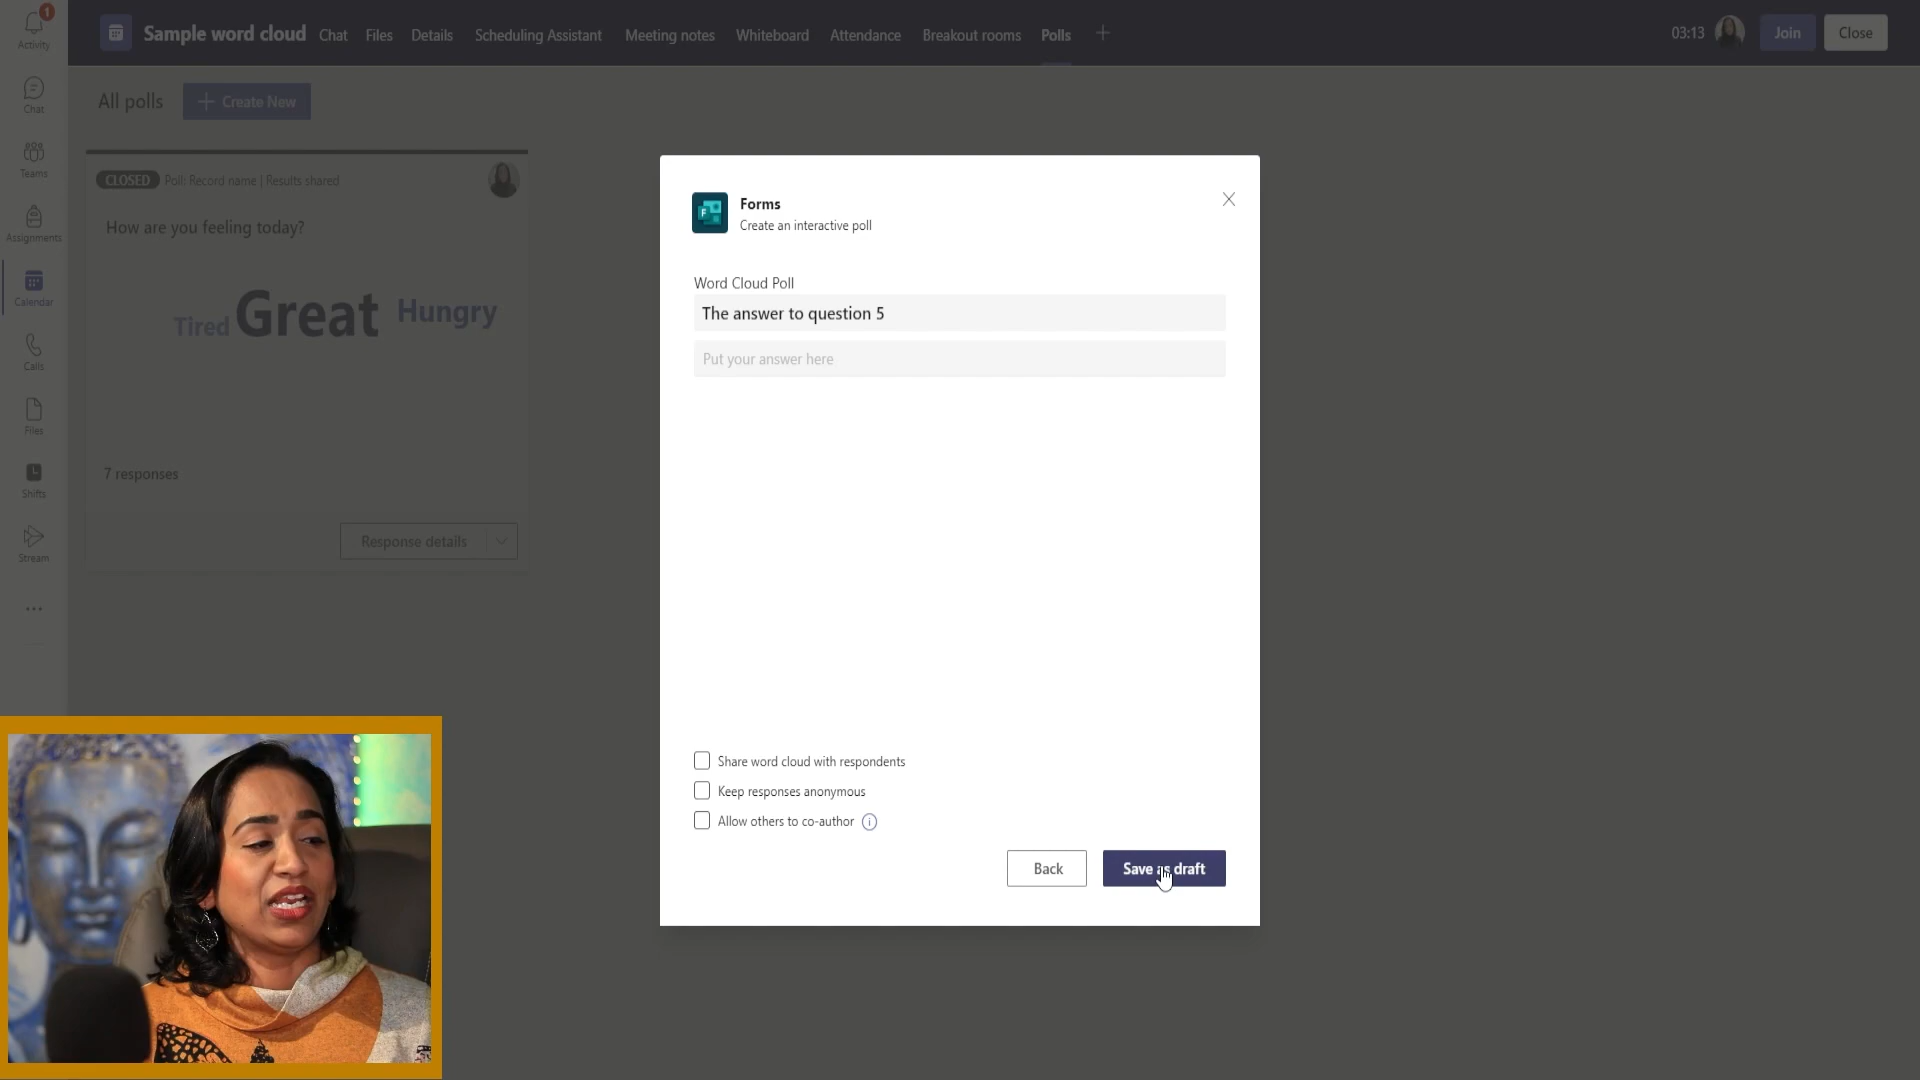 1
Activity
Chat
Teams
Assignments
Calendar
Calls
Files
Shifts
Stream
Sample word cloud Chat Files Details Scheduling Assistant Meeting notes Whiteboard Attendance Breakout rooms Polls
03:13 Join Close
All polls Create New
CLOSED Poll: Record name | Results shared
How are you feeling today?
Tired Great Hungry
7 responses
Response details
Forms
Create an interactive poll
Word Cloud Poll
The answer to question 5
Put your answer here
Share word cloud with respondents
Keep responses anonymous
Allow others to co-author
Back Save as draft